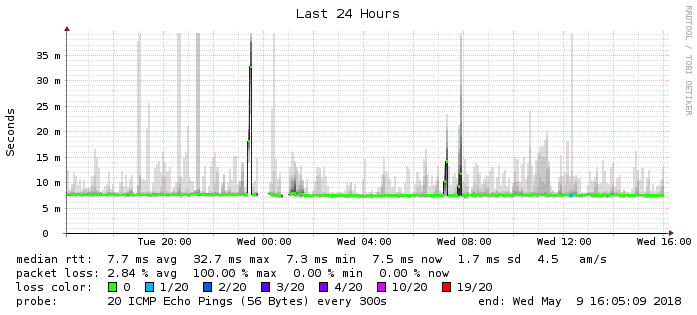 Last 24 Hours
RRDTOOL / TOBI OETIKER
Seconds
35 m
30 m
25 m
20 m
15 m
10 m
5 m
0
Tue 20:00 Wed 00:00 Wed 04:00 Wed 08:00 Wed 12:00 Wed 16:00
median rtt: 7.7 ms avg 32.7 ms max 7.3 ms min 7.5 ms now 1.7 ms sd 4.5 am/s
packet loss: 2.84 % avg 100.00 % max 0.00 % min 0.00 % now
loss color: 0 1/20 2/20 3/20 4/20 10/20 19/20
probe: 20 ICMP Echo Pings (56 Bytes) every 300s end: Wed May 9 16:05:09 2018